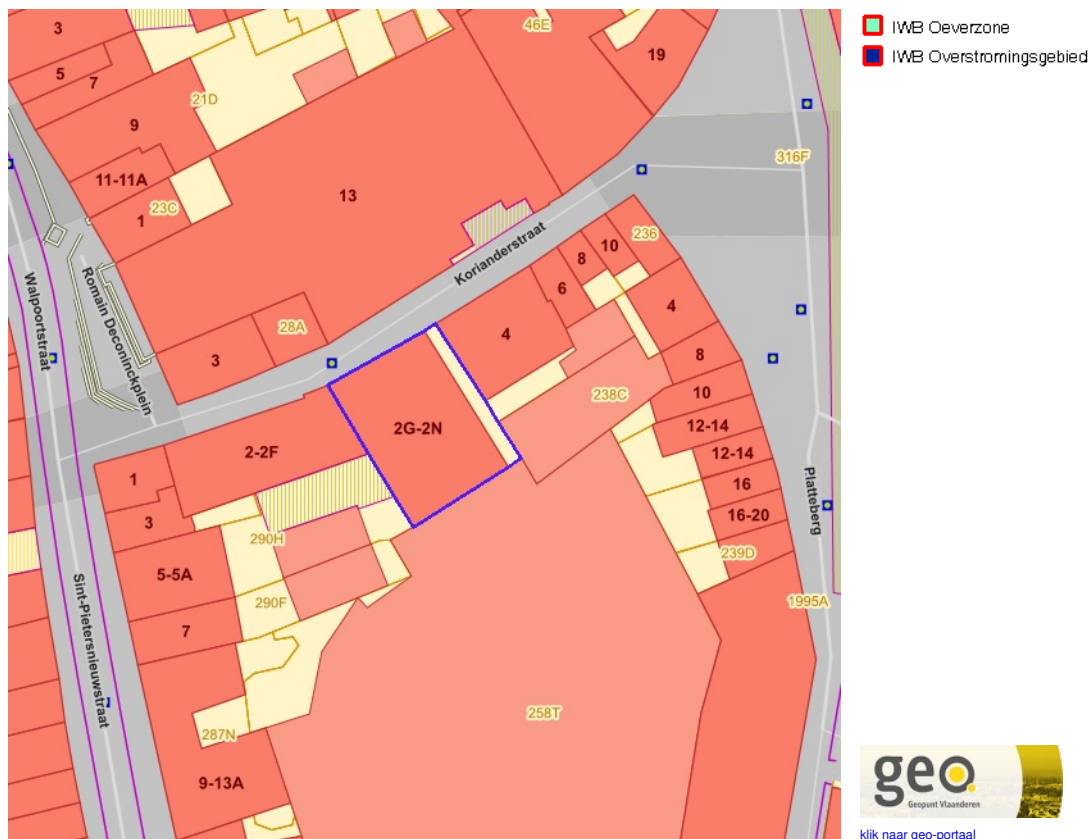 3
5
7
9
21D
46E
19
316F
11-11A
23C
1
13
236
10
8
6
Korianderstraat
Walpoortstraat
Romain Deconinckplein
28A
3
4
4
8
10
238C
2G-2N
2-2F
12-14
12-14
16
16-20
Platteberg
239D
1
3
290H
5-5A
290F
7
1995A
Sint-Pietersnieuwstraat
258T
287N
9-13A
IWB Oeverzone
IWB Overstromingsgebied
geo
Geopunt Vlaanderen
klik naar geo-portaal